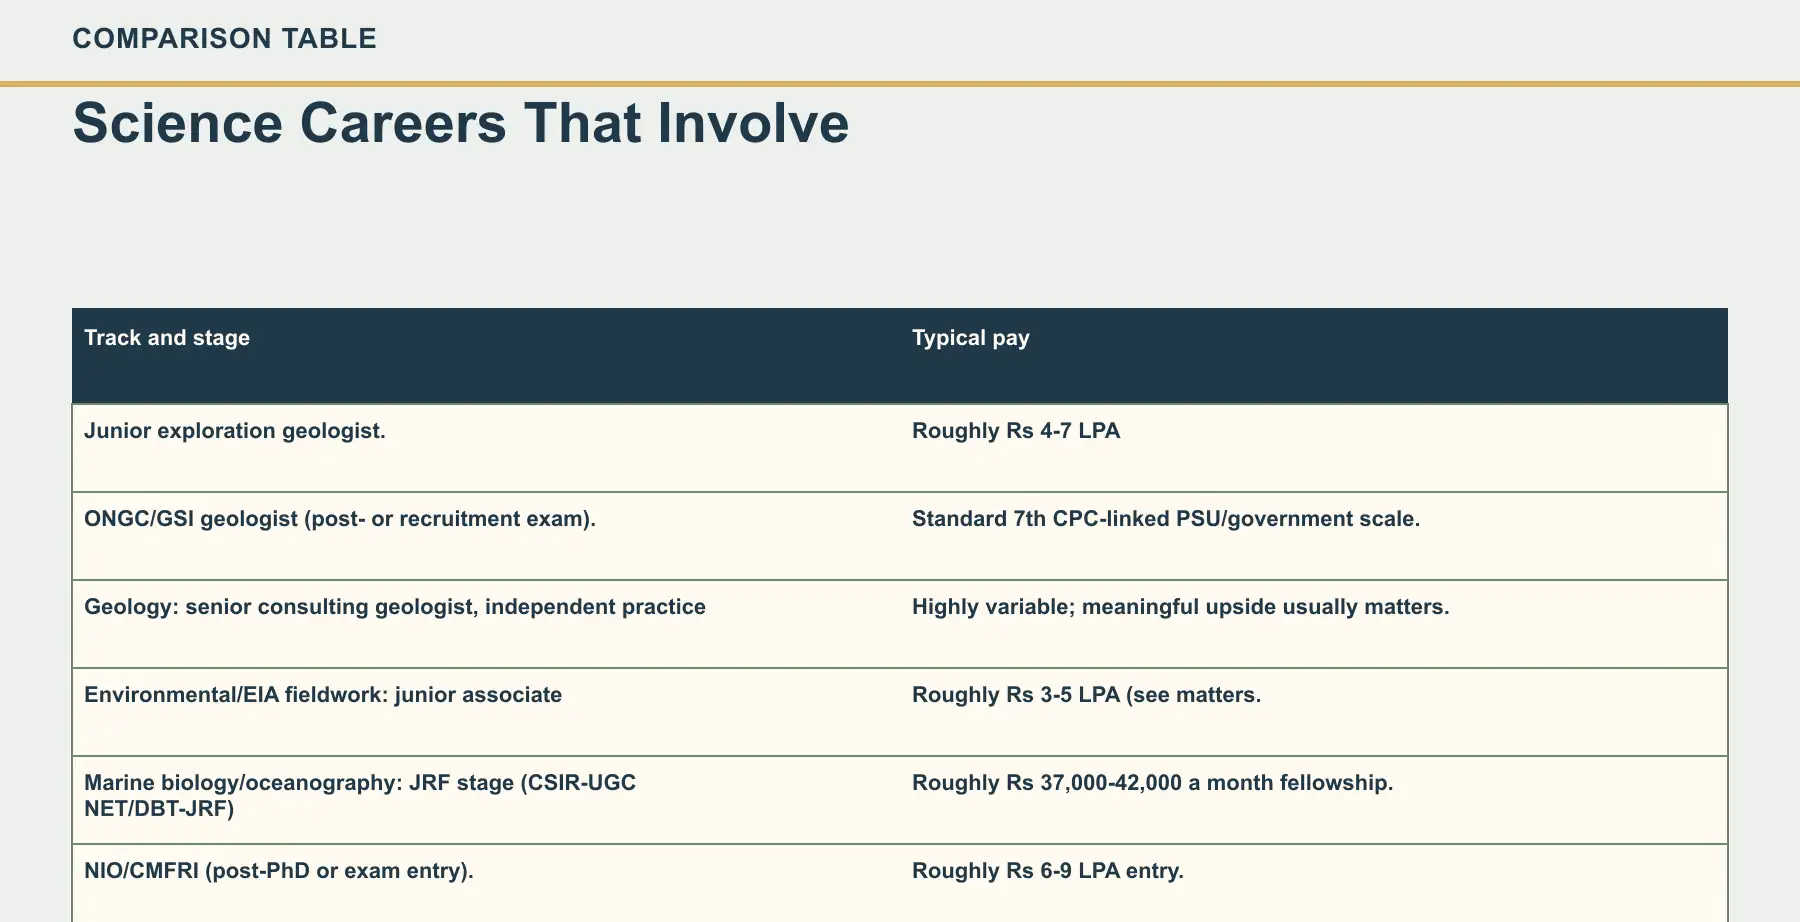 COMPARISON TABLE
Science Careers That Involve
Track and stage
Typical pay
Junior exploration geologist.
Roughly Rs 4-7 LPA
ONGC/GSI geologist (post- or recruitment exam).
Standard 7th CPC-linked PSU/government scale.
Geology: senior consulting geologist, independent practice
Highly variable; meaningful upside usually matters.
Environmental/EIA fieldwork: junior associate
Roughly Rs 3-5 LPA (see matters.
Marine biology/oceanography: JRF stage (CSIR-UGC
NET/DBT-JRF)
Roughly Rs 37,000-42,000 a month fellowship.
NIO/CMFRI (post-PhD or exam entry).
Roughly Rs 6-9 LPA entry.